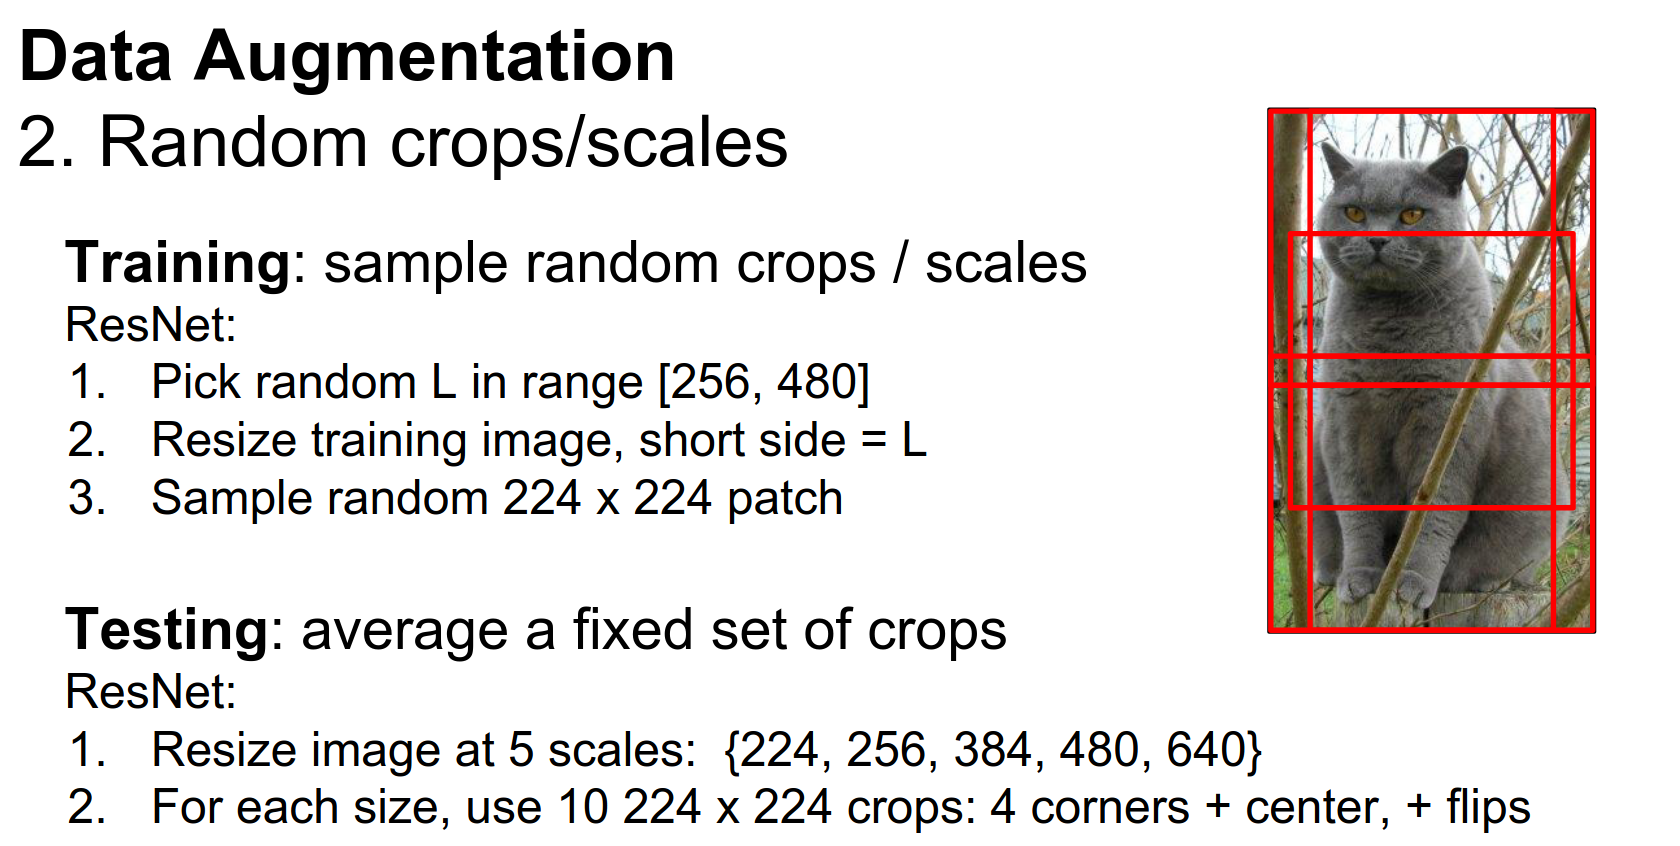 Data Augmentation
2. Random crops/scales
Training: sample random crops / scales
ResNet:
1. Pick random L in range [256, 480]
2. Resize training image, short side = L
3. Sample random 224 x 224 patch
Testing: average a fixed set of crops
ResNet:
1. Resize image at 5 scales: {224, 256, 384, 480, 640}
2. For each size, use 10 224 x 224 crops: 4 corners + center, + flips